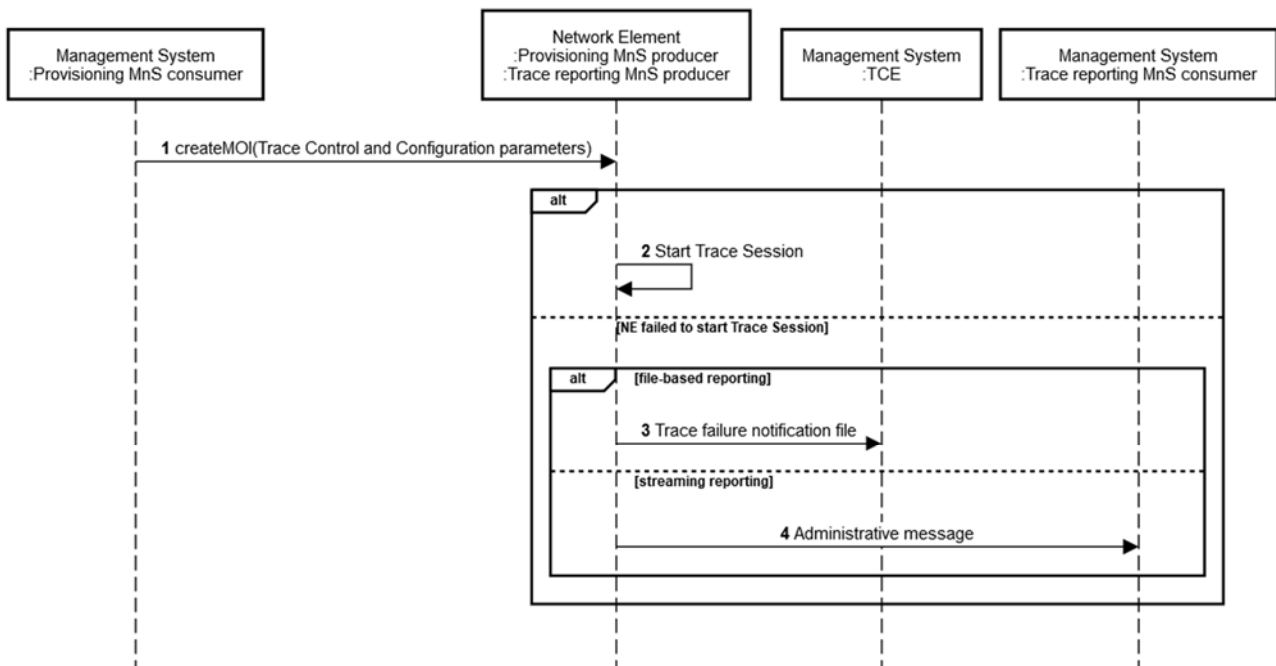 Management System
:Provisioning MnS consumer
Network Element
:Provisioning MnS producer
:Trace reporting MnS producer
Management System
:TCE
Management System
:Trace reporting MnS consumer
1 createMOI(Trace Control and Configuration parameters)
alt
2 Start Trace Session
[NE failed to start Trace Session]
alt
[file-based reporting]
3 Trace failure notification file
[streaming reporting]
4 Administrative message